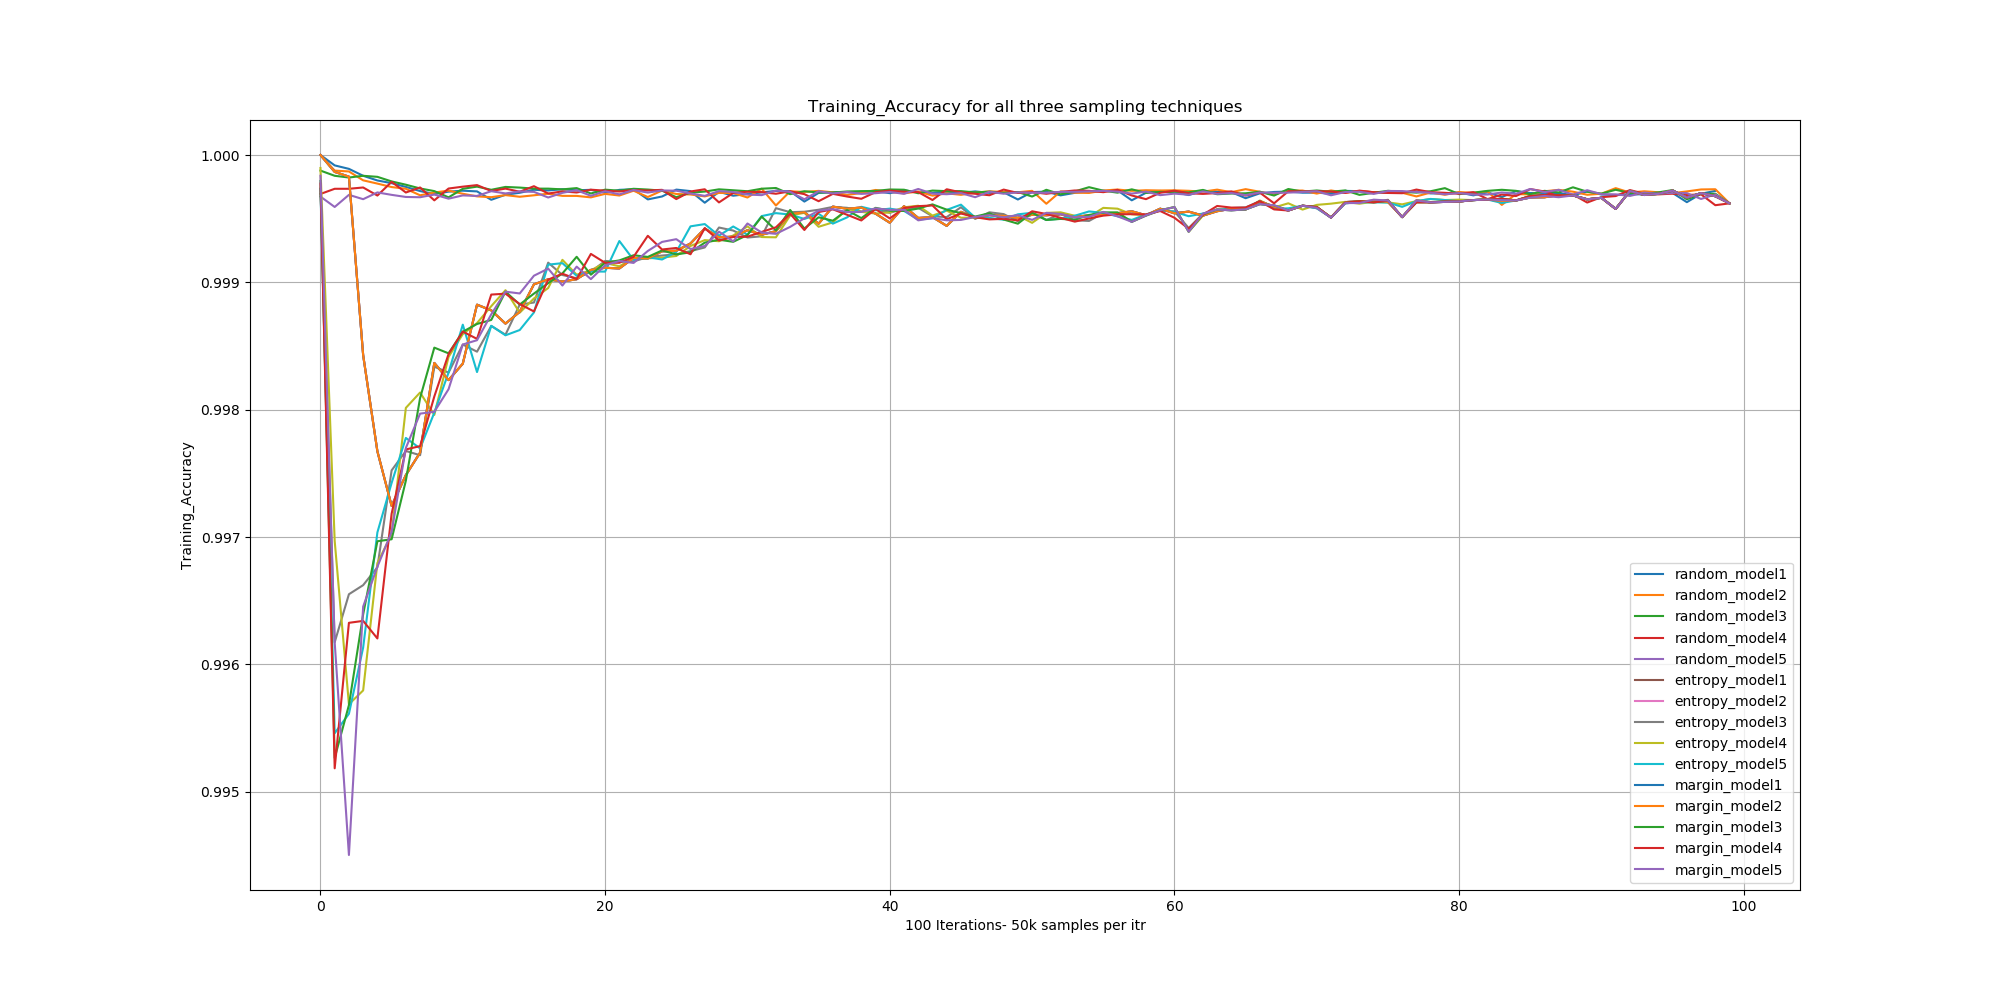 Training_Accuracy for all three sampling techniques
1.000
0.999
0.998
0.997
0.996
0.995
Training_Accuracy
0
20
40
60
80
100
100 Iterations- 50k samples per itr
random_model1
random_model2
random_model3
random_model4
random_model5
entropy_model1
entropy_model2
entropy_model3
entropy_model4
entropy_model5
margin_model1
margin_model2
margin_model3
margin_model4
margin_model5